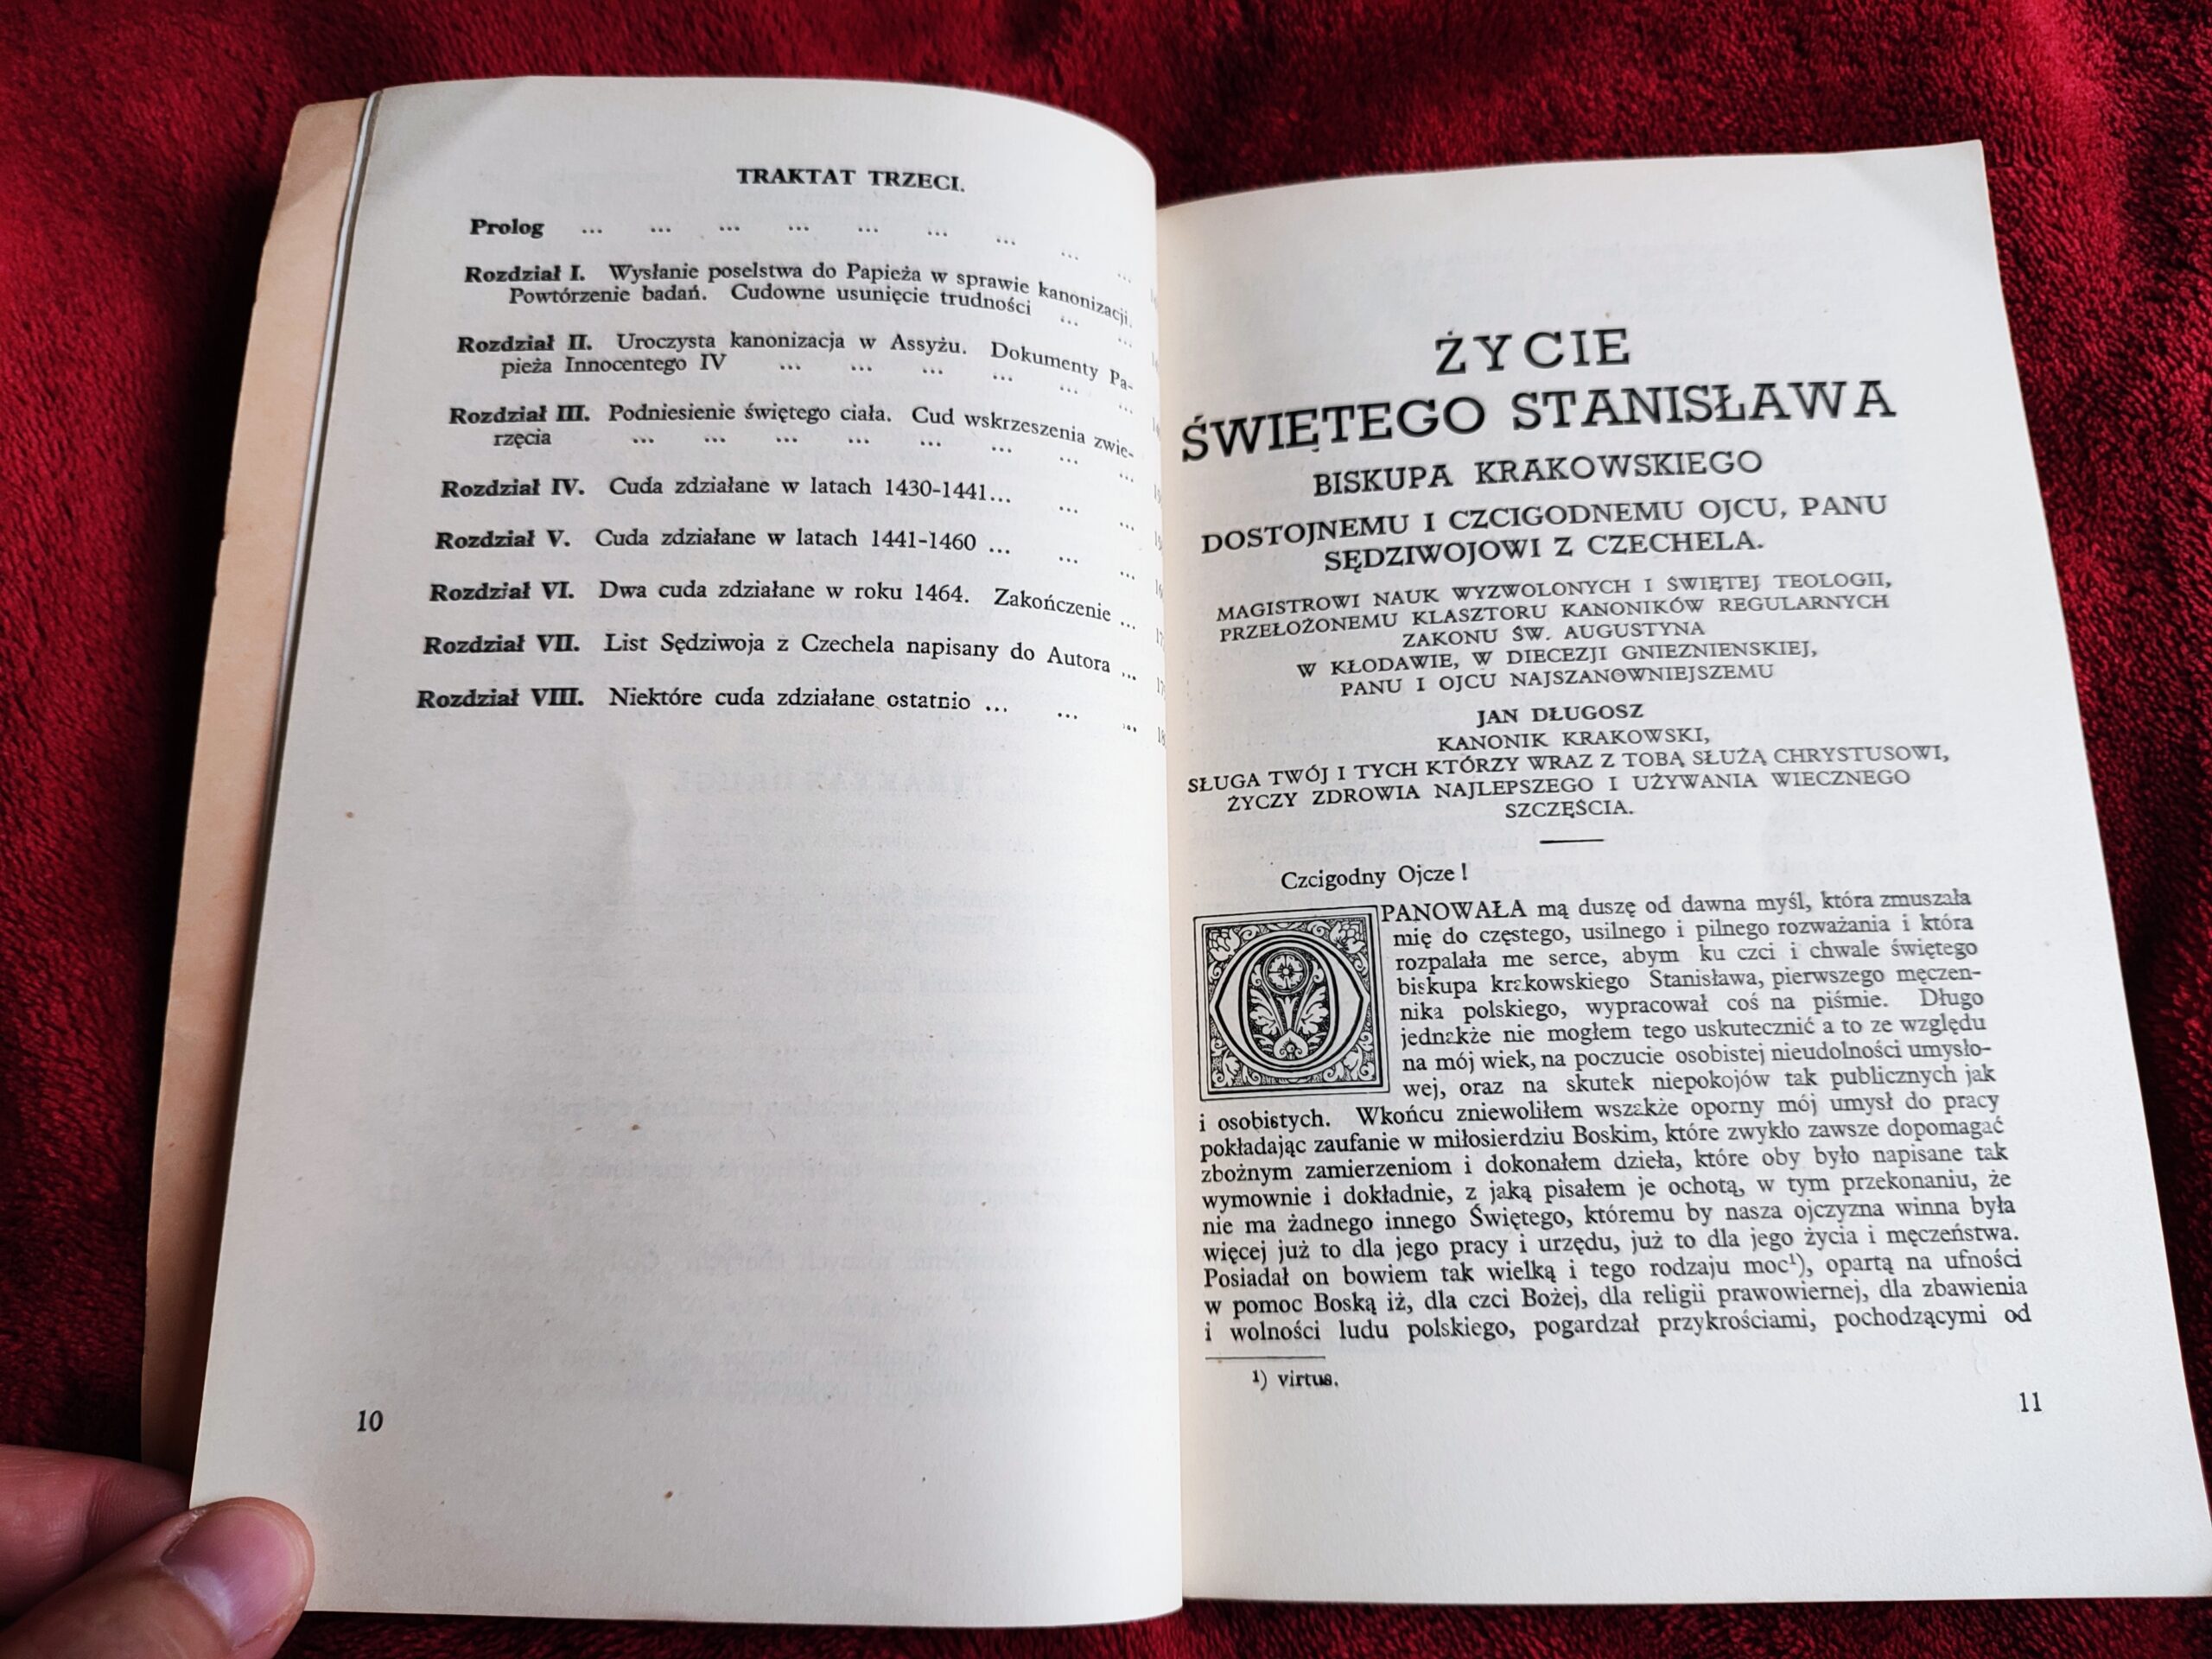 TRAKTAT TRZECI.
Prolog ... ... ... ... ... ... ... ... ...
Rozdział I. Wysłanie poselstwa do Papieża w sprawie kanonizacji.
Powtórzenie badań. Cudowne usunięcie trudności ... ...
Rozdział II. Uroczysta kanonizacja w Assyżu. Dokumenty Pa-
pieża Innocentego IV ... ... ... ... ... ...
Rozdział III. Podniesienie świętego ciała. Cud wskrzeszenia zwie-
rzęcia ... ... ... ... ... ... ... ...
Rozdział IV. Cuda zdziałane w latach 1430-1441... ... ...
Rozdział V. Cuda zdziałane w latach 1441-1460 ... ... ...
Rozdział VI. Dwa cuda zdziałane w roku 1464. Zakończenie ...
Rozdział VII. List Sędziwoja z Czechela napisany do Autora ...
Rozdział VIII. Niektóre cuda zdziałane ostatnio ... ... ...
10
ŻYCIE
ŚWIĘTEGO STANISŁAWA
BISKUPA KRAKOWSKIEGO
DOSTOJNEMU I CZCIGODNEMU OJCU, PANU
SĘDZIWOJOWI Z CZECHELA.
MAGISTROWI NAUK WYZWOLONYCH I ŚWIĘTEJ TEOLOGII,
PRZEŁOŻONEMU KLASZTORU KANONIKÓW REGULARNYCH
ZAKONU ŚW. AUGUSTYNA
W KŁODAWIE, W DIECEZJI GNIEZNIENSKIEJ,
PANU I OJCU NAJSZANOWNIEJSZEMU
JAN DŁUGOSZ
KANONIK KRAKOWSKI,
SŁUGA TWÓJ I TYCH KTÓRZY WRAZ Z TOBĄ SŁUŻĄ CHRYSTUSOWI,
ŻYCZY ZDROWIA NAJLEPSZEGO I UŻYWANIA WIECZNEGO
SZCZĘŚCIA.
Czcigodny Ojcze !
OPANOWAŁA mą duszę od dawna myśl, która zmuszała
mię do częstego, usilnego i pilnego rozważania i która
rozpalała me serce, abym ku czci i chwale świętego
biskupa krakowskiego Stanisława, pierwszego męczen-
nika polskiego, wypracował coś na piśmie. Długo
jednakże nie mogłem tego uskutecznić a to ze względu
na mój wiek, na poczucie osobistej nieudolności umysło-
wej, oraz na skutek niepokojów tak publicznych jak
i osobistych. Wkońcu zniewoliłem wszakże oporny mój umysł do pracy
pokładając zaufanie w miłosierdziu Boskim, które zwykło zawsze dopomagać
zbożnym zamierzeniom i dokonałem dzieła, które oby było napisane tak
wymownie i dokładnie, z jaką pisałem je ochotą, w tym przekonaniu, że
nie ma żadnego innego Świętego, któremu by nasza ojczyzna winna była
więcej już to dla jego pracy i urzędu, już to dla jego życia i męczeństwa.
Posiadał on bowiem tak wielką i tego rodzaju moc¹), opartą na ufności
w pomoc Boską iż, dla czci Bożej, dla religii prawowiernej, dla zbawienia
i wolności ludu polskiego, pogardzał przykrościami, pochodzącymi od
¹) virtus.
11